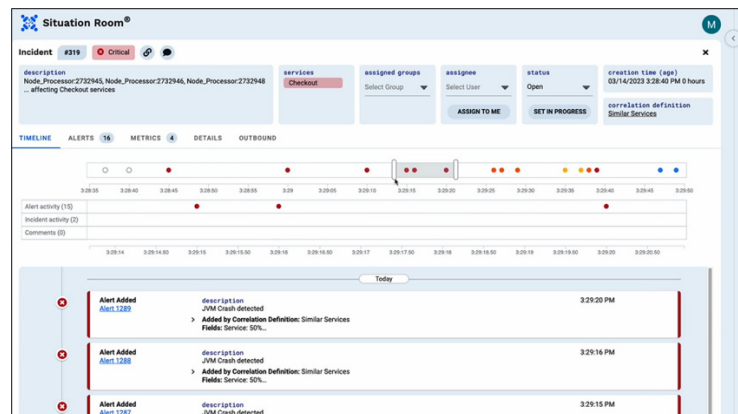 Situation Room®
M
Incident #319 Critical
description
Node_Processor:2732945, Node_Processor:2732946, Node_Processor:2732948
... affecting Checkout services
services
Checkout
assigned groups
Select Group
assignee
Select User
ASSIGN TO ME
status
Open
SET IN PROGRESS
creation time (age)
03/14/2023 3:28:40 PM 0 hours
correlation definition
Similar Services
TIMELINE ALERTS 16 METRICS 4 DETAILS OUTBOUND
3:28:35 3:28:40 3:28:45 3:28:50 3:28:55 3:29 3:29:05 3:29:10 3:29:15 3:29:20 3:29:25 3:29:30 3:29:35 3:29:40 3:29:45 3:29:50
Alert activity (15)
Incident activity (2)
Comments (0)
3:29:14 3:29:14.50 3:29:15 3:29:15.50 3:29:16 3:29:16.50 3:29:17 3:29:17.50 3:29:18 3:29:18.50 3:29:19 3:29:19.50 3:29:20 3:29:20.50
Today
Alert Added
Alert 1289
description
JVM Crash detected
Added by Correlation Definition: Similar Services
Fields: Service: 50%...
3:29:20 PM
Alert Added
Alert 1288
description
JVM Crash detected
Added by Correlation Definition: Similar Services
Fields: Service: 50%...
3:29:16 PM
Alert Added
Alert 1287
description
JVM Crash detected
3:29:15 PM